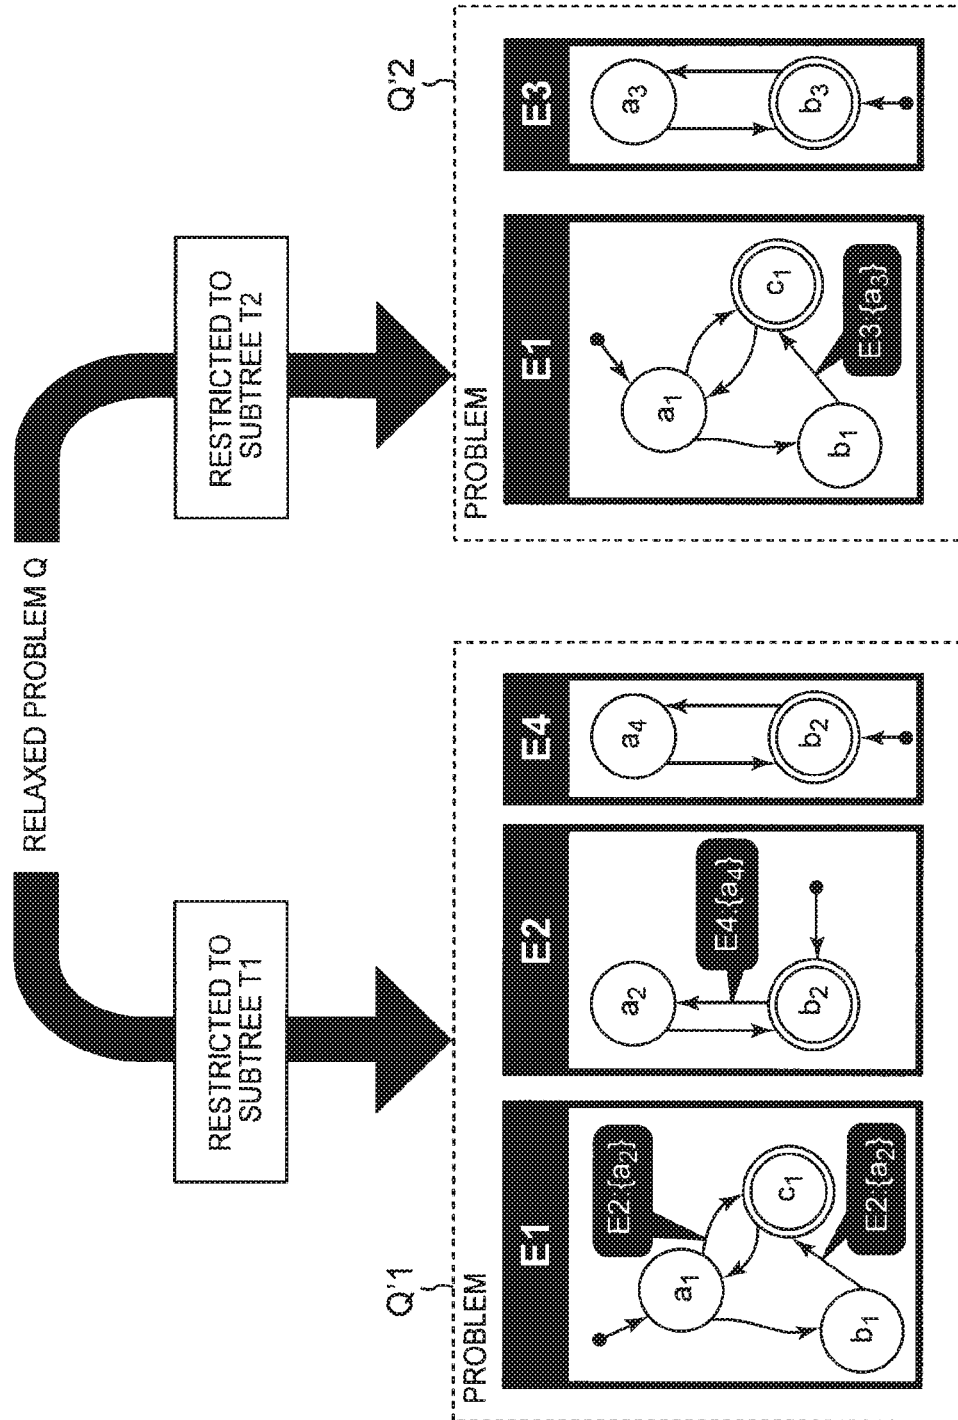 RELAXED PROBLEM Q
RESTRICTED TO
SUBTREE T1
RESTRICTED TO
SUBTREE T2
Q'1
PROBLEM
E1
a1
b1
c1
E2.{a2}
E2.{a2}
E2
a2
b2
E4.{a4}
E4
a4
b2
Q'2
PROBLEM
E1
a1
b1
c1
E3.{a3}
E3
a3
b3